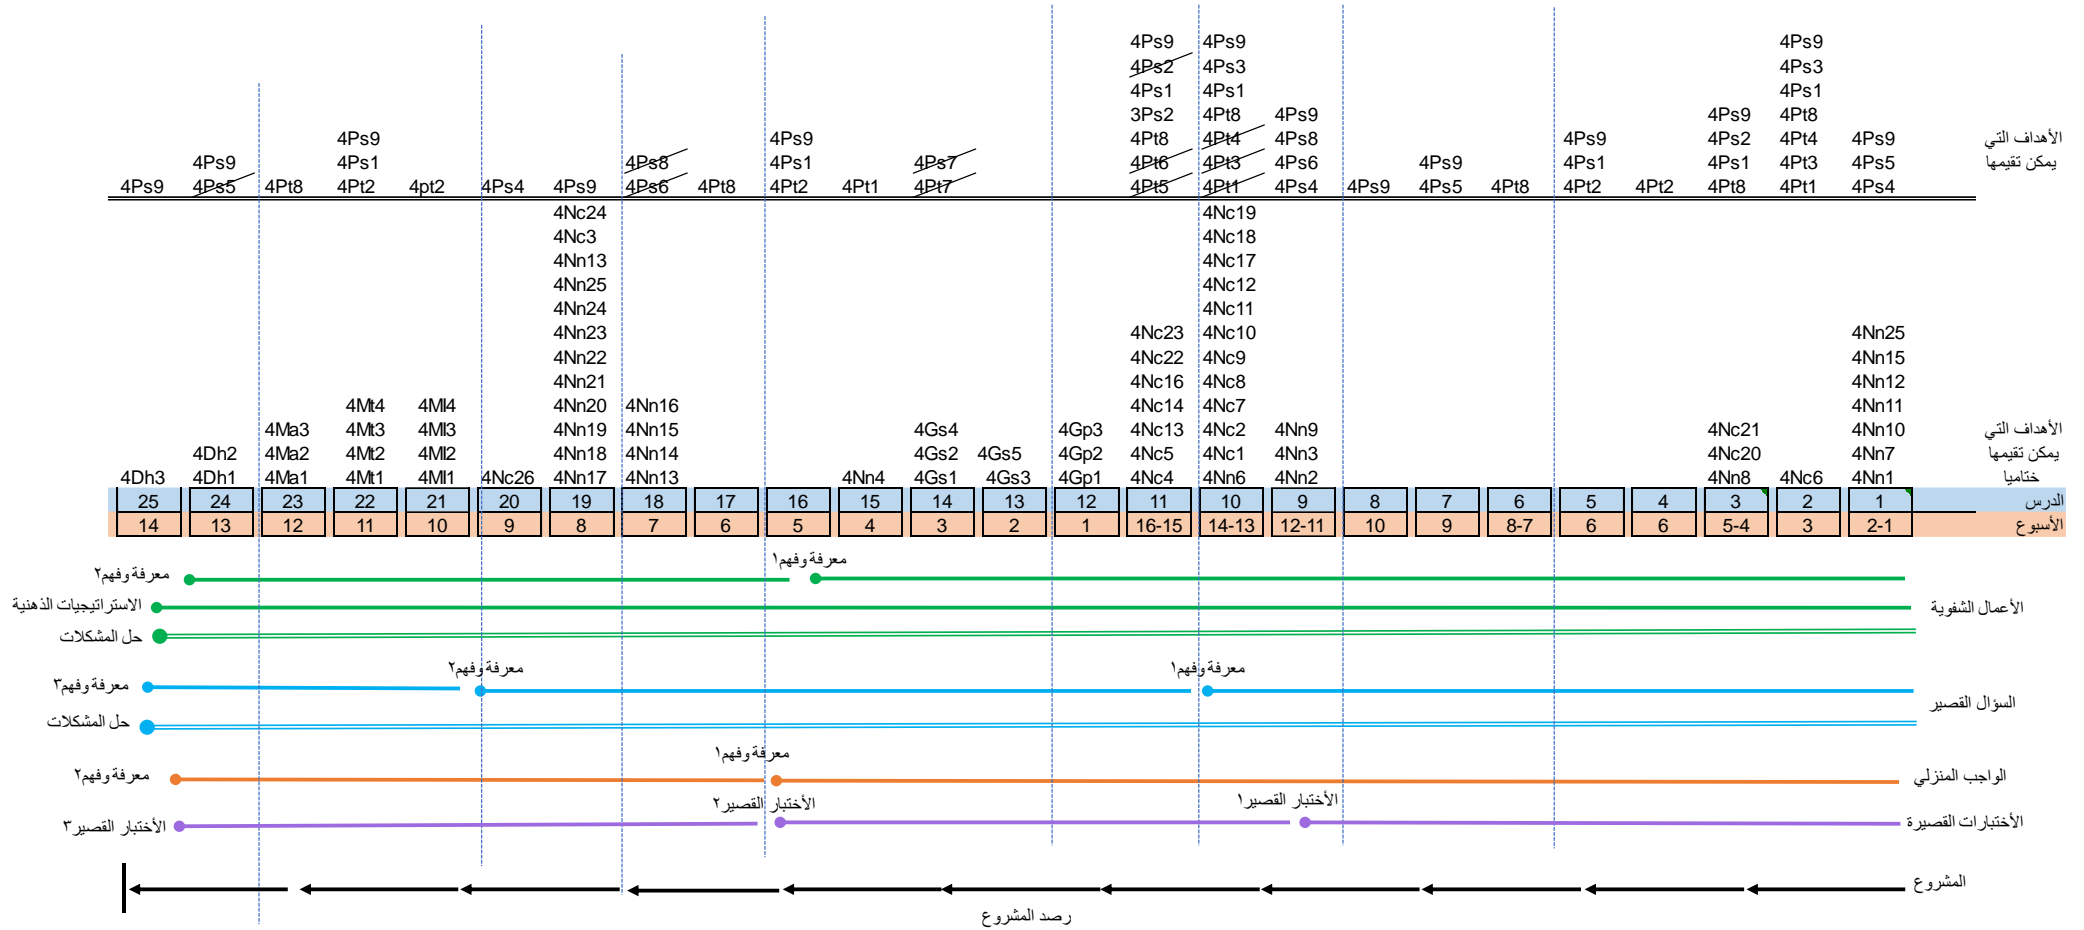 4Ps9 4Ps9 4Ps9
4Ps3 4Ps3 4Ps2
4Ps1 4Ps1 4Ps1
4Pt8 4Ps9 4Ps9 4Pt8 3Ps2
الأهداف التي 4Ps9 4Pt4 4Ps2 4Ps9 4Ps8 4Pt4 4Pt8 4Ps9 4Ps9
يمكن تقيمها 4Ps5 4Pt3 4Ps1 4Ps1 4Ps9 4Ps6 4Pt3 4Pt6 4Ps7 4Ps1 4Ps8 4Ps1 4Ps9
4Ps4 4Pt1 4Pt8 4Pt2 4Pt2 4Pt8 4Ps5 4Ps9 4Ps4 4Pt1 4Pt5 4Pt7 4Pt1 4Pt2 4Pt8 4Ps6 4Ps9 4Ps4 4pt2 4Pt2 4Pt8 4Ps5 4Ps9
4Nc19 4Nc24
4Nc18 4Nc3
4Nc17 4Nn13
4Nc12 4Nn25
4Nc11 4Nn24
4Nn25 4Nc10 4Nc23 4Nn23
4Nn15 4Nc9 4Nc22 4Nn22
4Nn12 4Nc8 4Nc16 4Nn21
4Nn11 4Nc7 4Nc14 4Nn16 4Nn20 4Ml4 4Mt4
الأهداف التي 4Nn10 4Nc21 4Nn9 4Nc2 4Nc13 4Gp3 4Gs4 4Nn15 4Nn19 4Ml3 4Mt3 4Ma3
يمكن تقيمها 4Nn7 4Nc20 4Nn3 4Nc1 4Nc5 4Gp2 4Gs5 4Gs2 4Nn14 4Nn18 4Ml2 4Mt2 4Ma2 4Dh2
ختاميا 4Nn1 4Nc6 4Nn8 4Nn2 4Nn6 4Nc4 4Gp1 4Gs3 4Gs1 4Nn4 4Nn13 4Nn17 4Nc26 4Ml1 4Mt1 4Ma1 4Dh1 4Dh3
الدرس 1 2 3 4 5 6 7 8 9 10 11 12 13 14 15 16 17 18 19 20 21 22 23 24 25
الأسبوع 2-1 3 5-4 6 6 8-7 9 10 12-11 14-13 16-15 1 2 3 4 5 6 7 8 9 10 11 12 13 14
معرفة وفهم١
معرفة وفهم٢
الأعمال الشفوية
الاستراتيجيات الذهنية
حل المشكلات
معرفة وفهم١
معرفة وفهم٢
معرفة وفهم٣
السؤال القصير
حل المشكلات
معرفة وفهم١
الواجب المنزلي
معرفة وفهم٢
الأختبار القصير١
الأختبار القصير٢
الأختبارات القصيرة
الأختبار القصير٣
المشروع
رصد المشروع